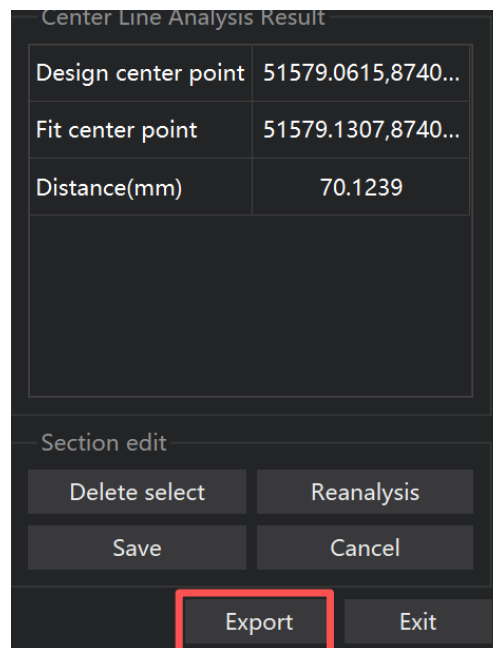 Center Line Analysis Result
Design center point 51579.0615,8740...
Fit center point 51579.1307,8740...
Distance(mm) 70.1239
Section edit
Delete select Reanalysis
Save Cancel
Export Exit